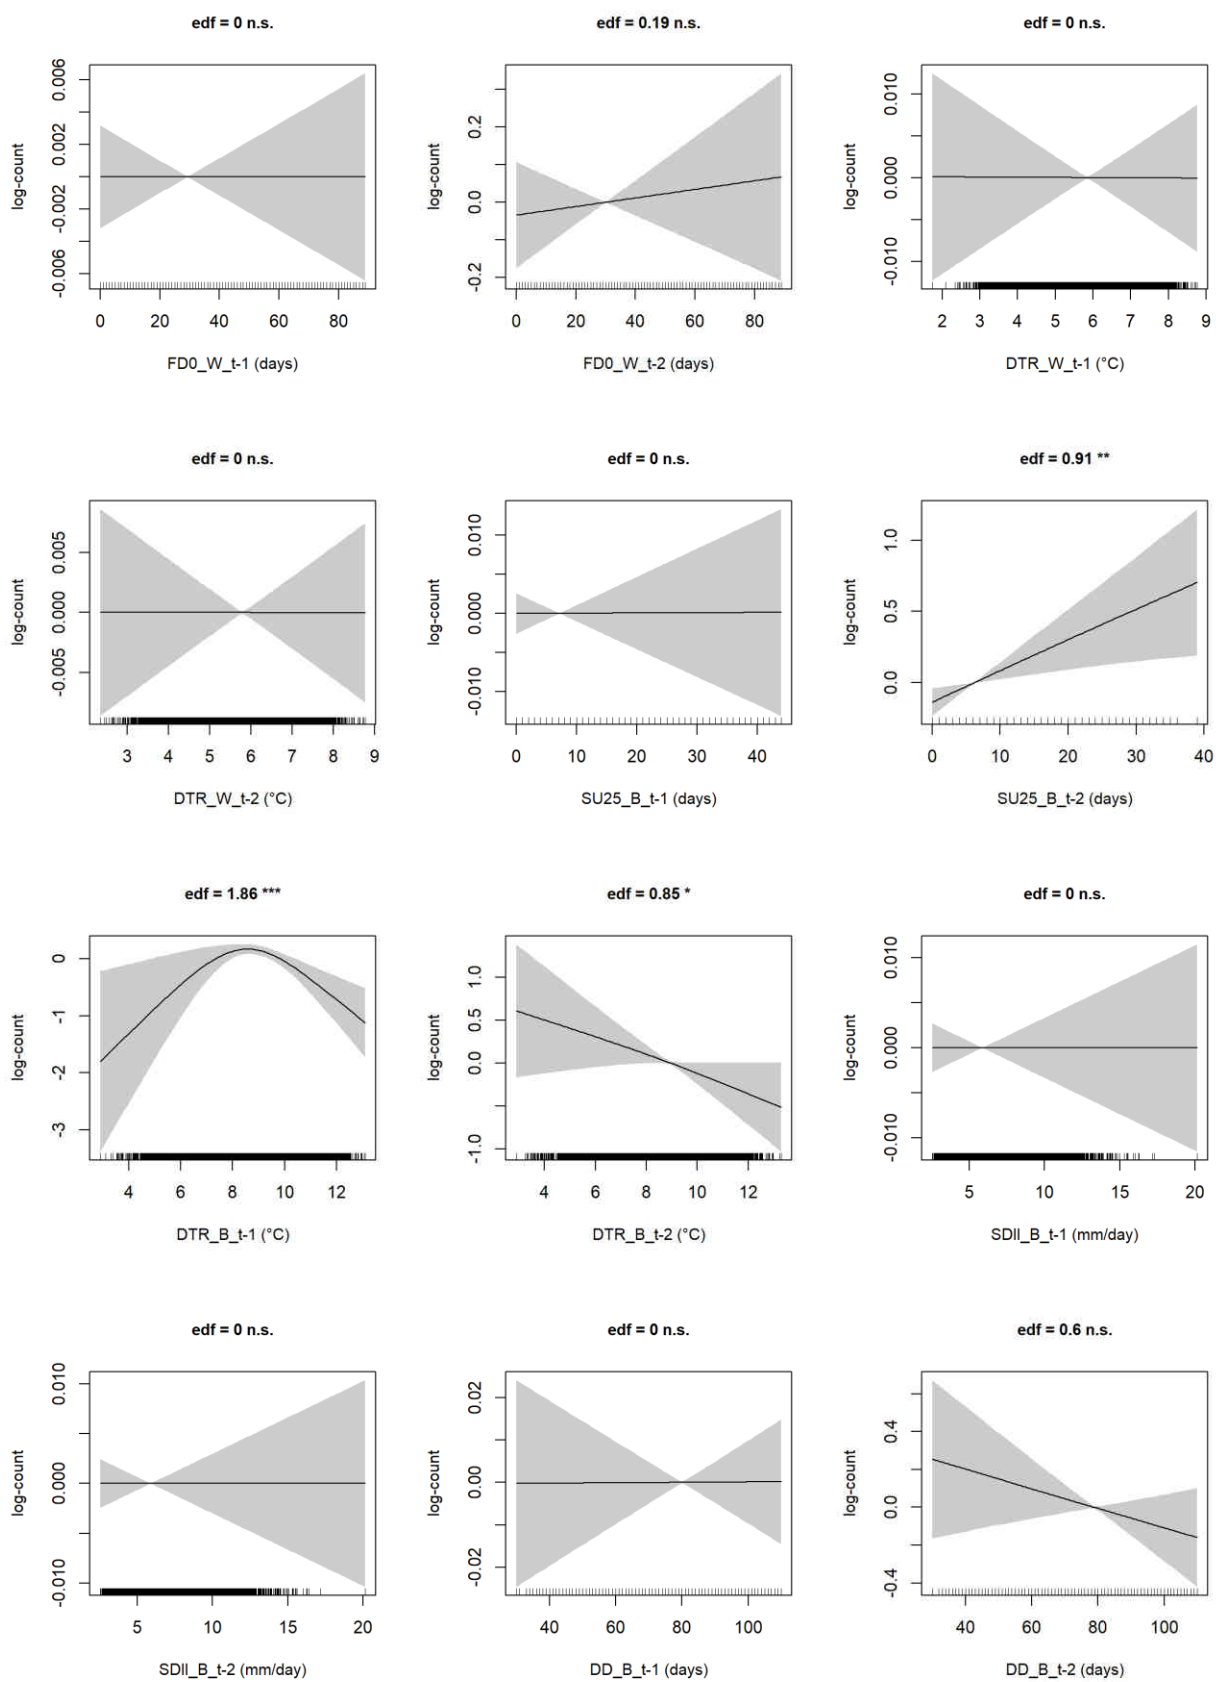 edf = 0 n.s. edf = 0.19 n.s. edf = 0 n.s.
log-count
-0.006 -0.002 0.002 0.006
0 20 40 60 80
FD0_W_t-1 (days)
log-count
-0.2 0.0 0.2
0 20 40 60 80
FD0_W_t-2 (days)
log-count
-0.010 0.000 0.010
2 3 4 5 6 7 8 9
DTR_W_t-1 (°C)
edf = 0 n.s. edf = 0 n.s. edf = 0.91 **
log-count
-0.005 0.000 0.005
3 4 5 6 7 8 9
DTR_W_t-2 (°C)
log-count
-0.010 0.000 0.010
0 10 20 30 40
SU25_B_t-1 (days)
log-count
0.0 0.5 1.0
0 10 20 30 40
SU25_B_t-2 (days)
edf = 1.86 *** edf = 0.85 * edf = 0 n.s.
log-count
-3 -2 -1 0
4 6 8 10 12
DTR_B_t-1 (°C)
log-count
-1.0 0.0 0.5 1.0
4 6 8 10 12
DTR_B_t-2 (°C)
log-count
-0.010 0.000 0.010
5 10 15 20
SDII_B_t-1 (mm/day)
edf = 0 n.s. edf = 0 n.s. edf = 0.6 n.s.
log-count
-0.010 0.000 0.010
5 10 15 20
SDII_B_t-2 (mm/day)
log-count
-0.02 0.00 0.02
40 60 80 100
DD_B_t-1 (days)
log-count
-0.4 0.0 0.4
40 60 80 100
DD_B_t-2 (days)